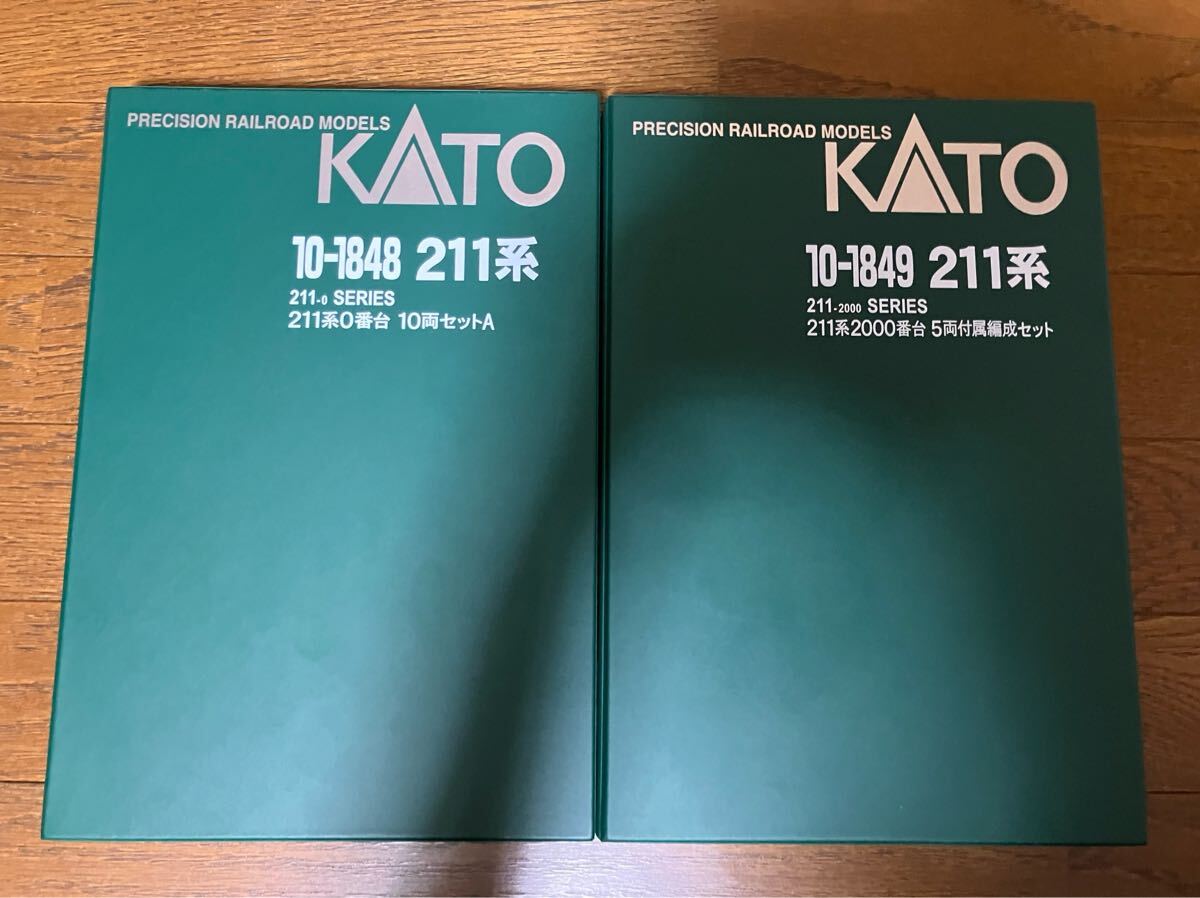 PRECISION RAILROAD MODELS
KATO
10-1848 211系
211-0 SERIES
211系0番台 10両セットA
PRECISION RAILROAD MODELS
KATO
10-1849 211系
211-2000 SERIES
211系2000番台 5両付属編成セット